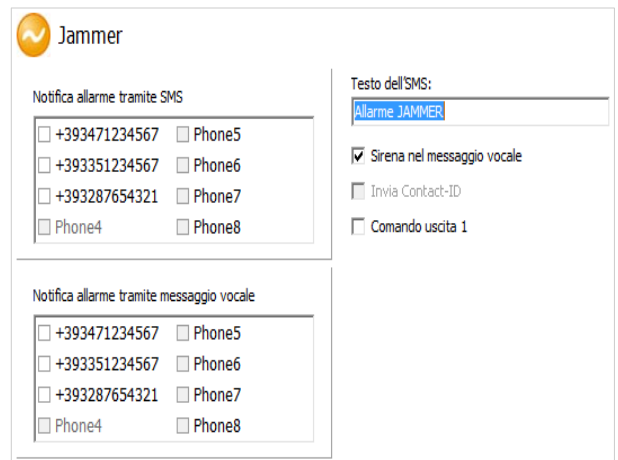 Jammer
Notifica allarme tramite SMS
+393471234567 Phone5
+393351234567 Phone6
+393287654321 Phone7
Phone4 Phone8
Testo dell'SMS:
Allarme JAMMER
Sirena nel messaggio vocale
Invia Contact-ID
Comando uscita 1
Notifica allarme tramite messaggio vocale
+393471234567 Phone5
+393351234567 Phone6
+393287654321 Phone7
Phone4 Phone8